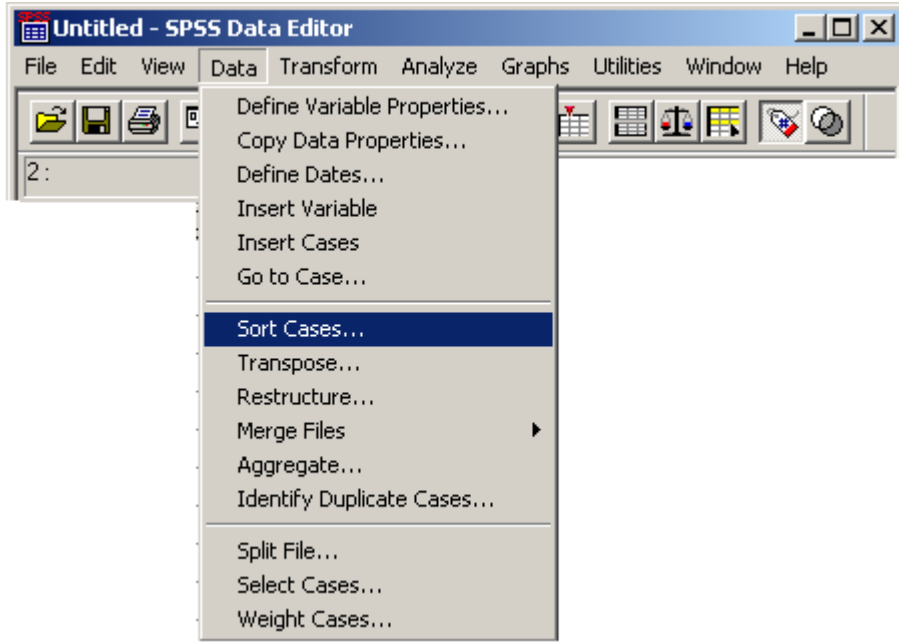 Untitled - SPSS Data Editor
File Edit View Data Transform Analyze Graphs Utilities Window Help
2 :
Define Variable Properties...
Copy Data Properties...
Define Dates...
Insert Variable
Insert Cases
Go to Case...
Sort Cases...
Transpose...
Restructure...
Merge Files
Aggregate...
Identify Duplicate Cases...
Split File...
Select Cases...
Weight Cases...